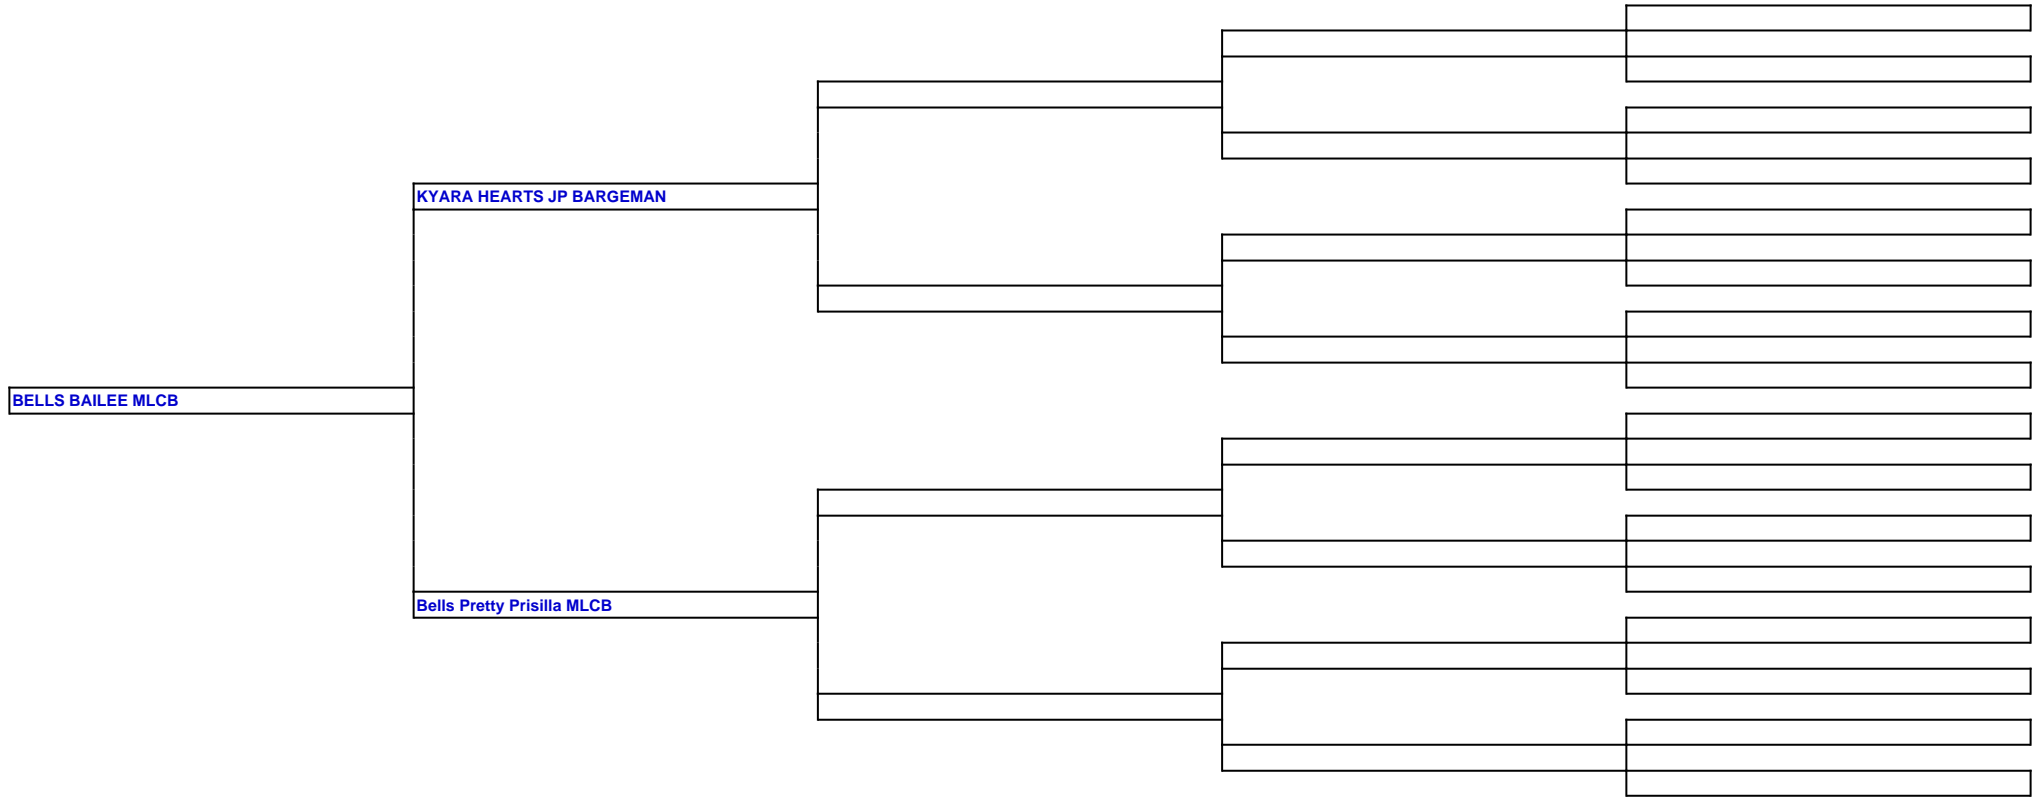 KYARA HEARTS JP BARGEMAN
BELLS BAILEE MLCB
Bells Pretty Prisilla MLCB